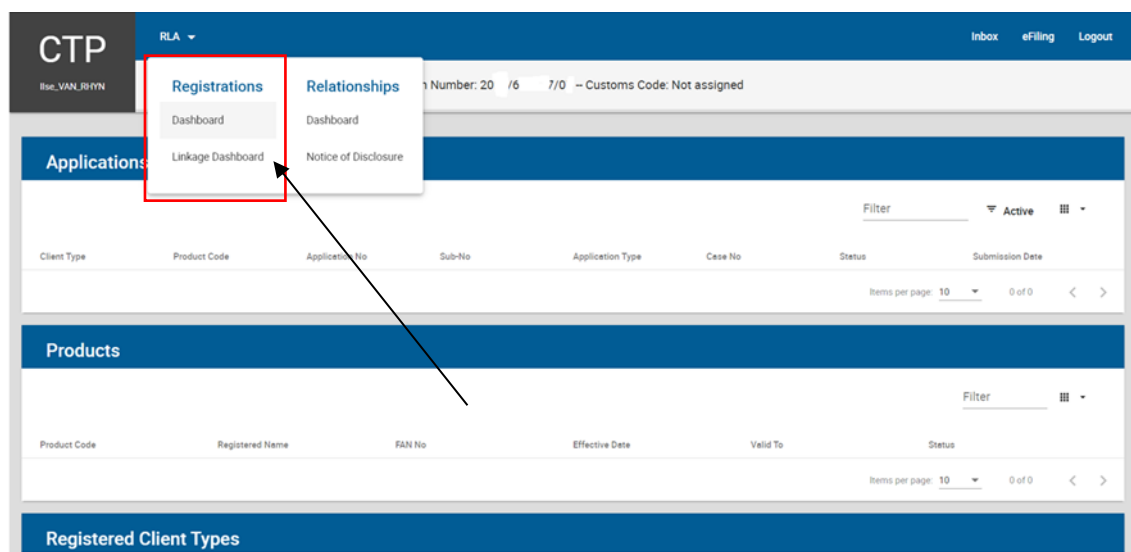 CTP
Ilse_VAN_RHYN
RLA
Inbox eFiling Logout
Number: 20 /6 7/0 – Customs Code: Not assigned
Registrations
Dashboard
Linkage Dashboard
Relationships
Dashboard
Notice of Disclosure
Applications
Filter
Active
Client Type Product Code Application No Sub-No Application Type Case No Status Submission Date
Items per page: 10 0 of 0
Products
Filter
Product Code Registered Name FAN No Effective Date Valid To Status
Items per page: 10 0 of 0
Registered Client Types